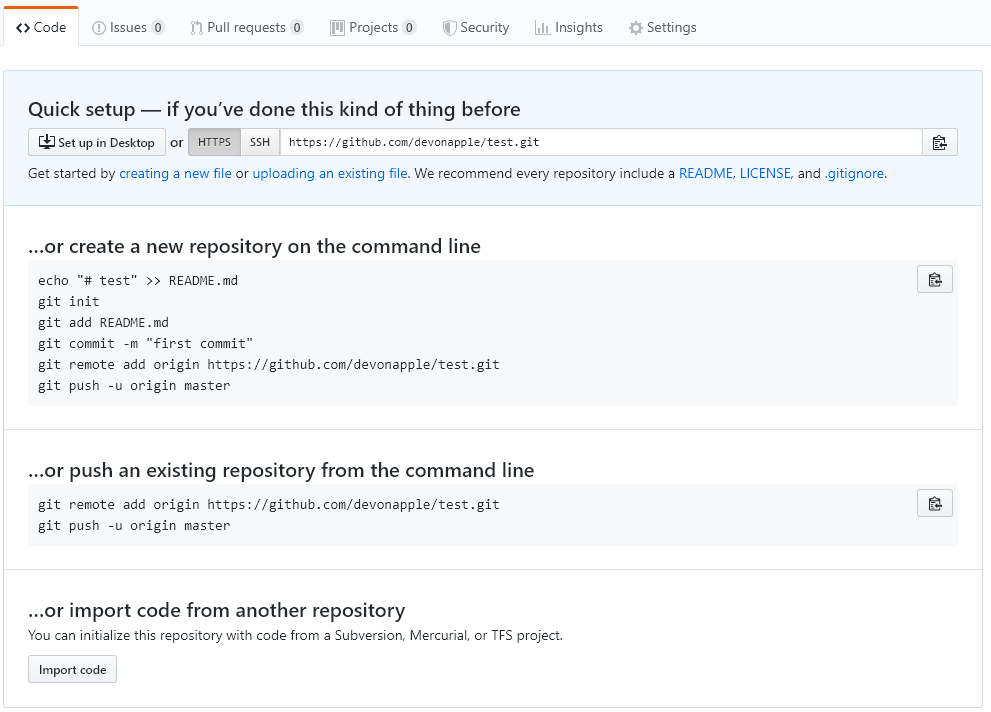 Code Issues 0 Pull requests 0 Projects 0 Security Insights Settings
Quick setup — if you’ve done this kind of thing before
Set up in Desktop or HTTPS SSH https://github.com/devonapple/test.git
Get started by creating a new file or uploading an existing file. We recommend every repository include a README, LICENSE, and .gitignore.
…or create a new repository on the command line
echo "# test" >> README.md
git init
git add README.md
git commit -m "first commit"
git remote add origin https://github.com/devonapple/test.git
git push -u origin master
…or push an existing repository from the command line
git remote add origin https://github.com/devonapple/test.git
git push -u origin master
…or import code from another repository
You can initialize this repository with code from a Subversion, Mercurial, or TFS project.
Import code